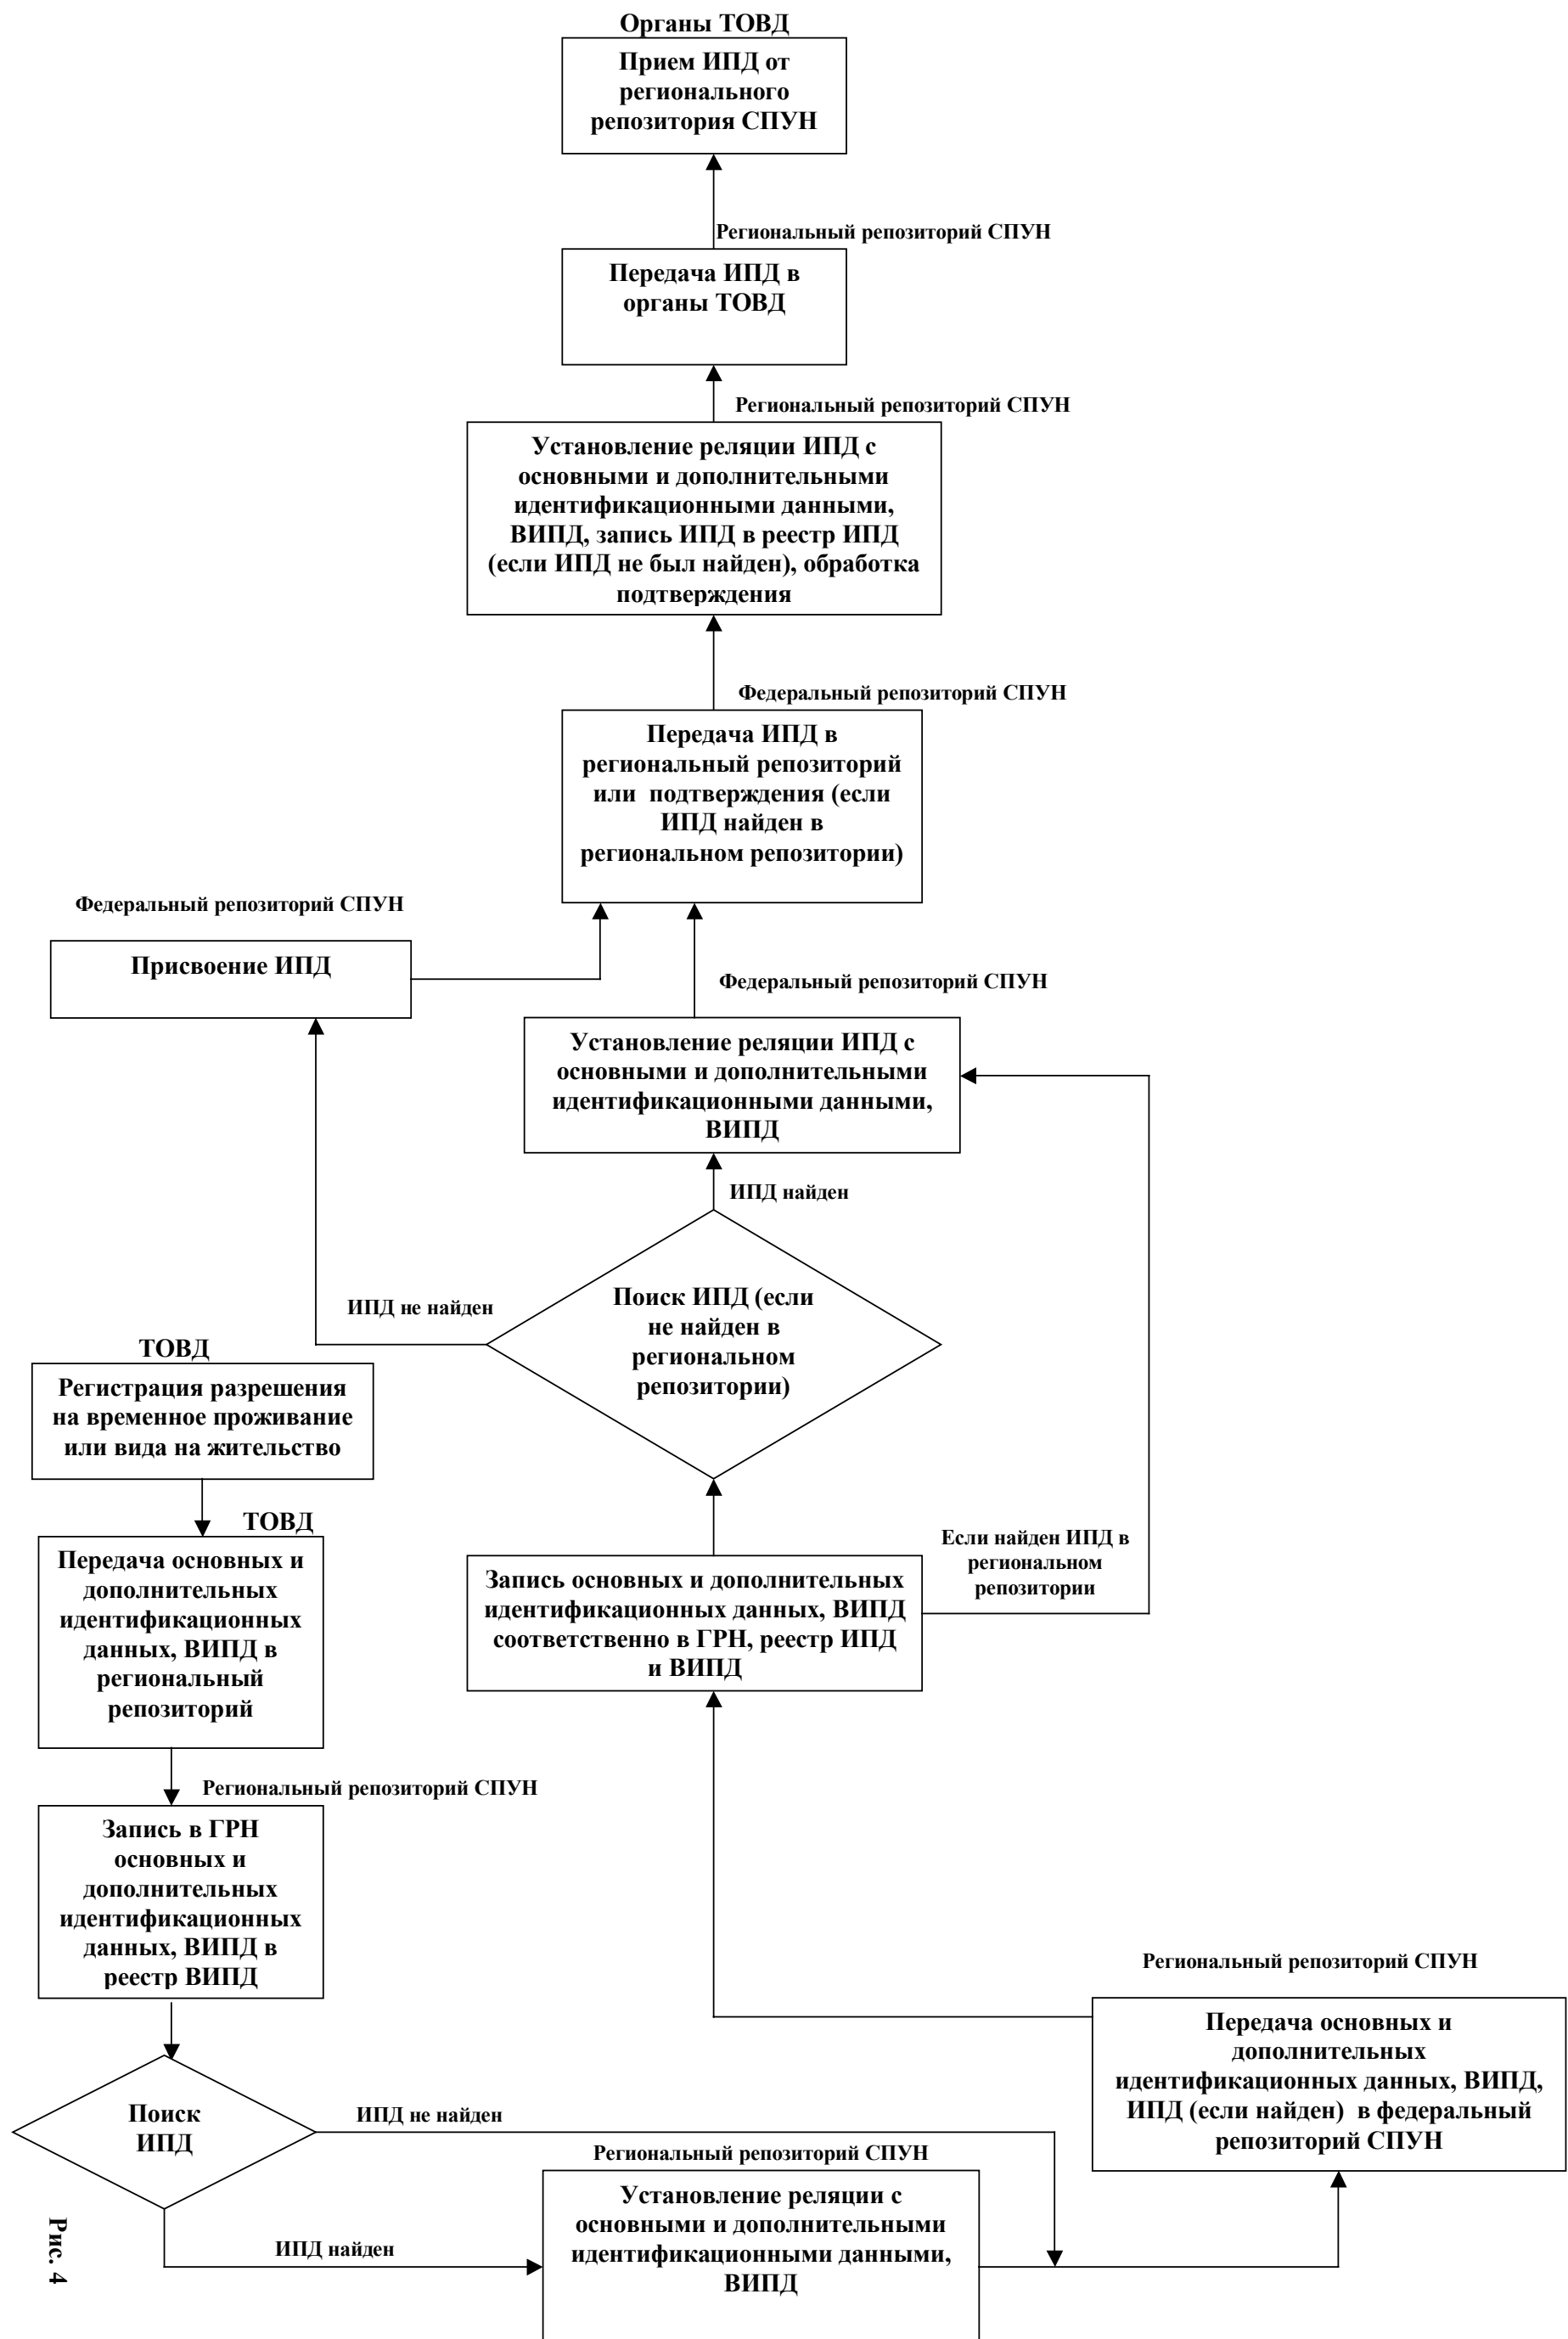 Органы ТОВД
Прием ИПД от
регионального
репозитория СПУН
Региональный репозиторий СПУН
Передача ИПД в
органы ТОВД
Региональный репозиторий СПУН
Установление реляции ИПД с
основными и дополнительными
идентификационными данными,
ВИПД, запись ИПД в реестр ИПД
(если ИПД не был найден), обработка
подтверждения
Федеральный репозиторий СПУН
Передача ИПД в
региональный репозиторий
или подтверждения (если
ИПД найден в
региональном репозитории)
Федеральный репозиторий СПУН
Присвоение ИПД
Федеральный репозиторий СПУН
Установление реляции ИПД с
основными и дополнительными
идентификационными данными,
ВИПД
ИПД найден
Поиск ИПД (если
не найден в
региональном
репозитории)
ИПД не найден
ТОВД
Регистрация разрешения
на временное проживание
или вида на жительство
ТОВД
Передача основных и
дополнительных
идентификационных
данных, ВИПД в
региональный
репозиторий
Если найден ИПД в
региональном
репозитории
Запись основных и дополнительных
идентификационных данных, ВИПД
соответственно в ГРН, реестр ИПД
и ВИПД
Региональный репозиторий СПУН
Запись в ГРН
основных и
дополнительных
идентификационных
данных, ВИПД в
реестр ВИПД
Региональный репозиторий СПУН
Передача основных и
дополнительных
идентификационных данных, ВИПД,
ИПД (если найден) в федеральный
репозиторий СПУН
Поиск
ИПД
ИПД не найден
Региональный репозиторий СПУН
Установление реляции с
основными и дополнительными
идентификационными данными,
ВИПД
ИПД найден
Рис. 4